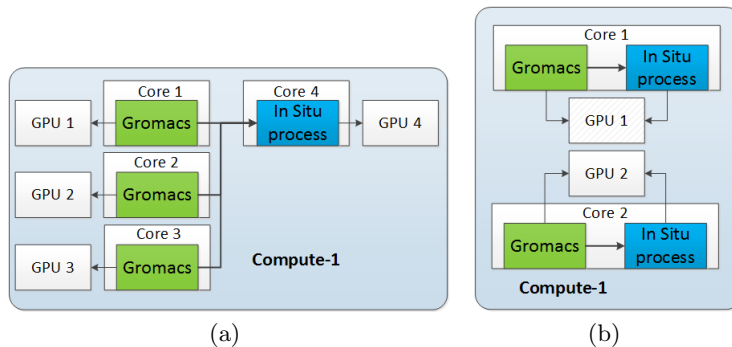 Core 1
Core 4
GPU 1
Gromacs
In Situ
process
GPU 4
Core 2
GPU 2
Gromacs
Core 3
GPU 3
Gromacs
Compute-1
(a)
Core 1
Gromacs
In Situ
process
GPU 1
GPU 2
Core 2
Gromacs
In Situ
process
Compute-1
(b)